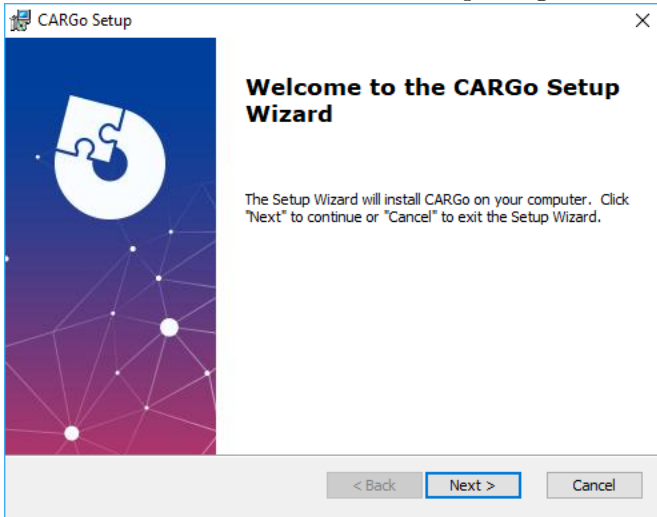 CARGo Setup
Welcome to the CARGo Setup
Wizard
The Setup Wizard will install CARGo on your computer.  Click
"Next" to continue or "Cancel" to exit the Setup Wizard.
< Back
Next >
Cancel